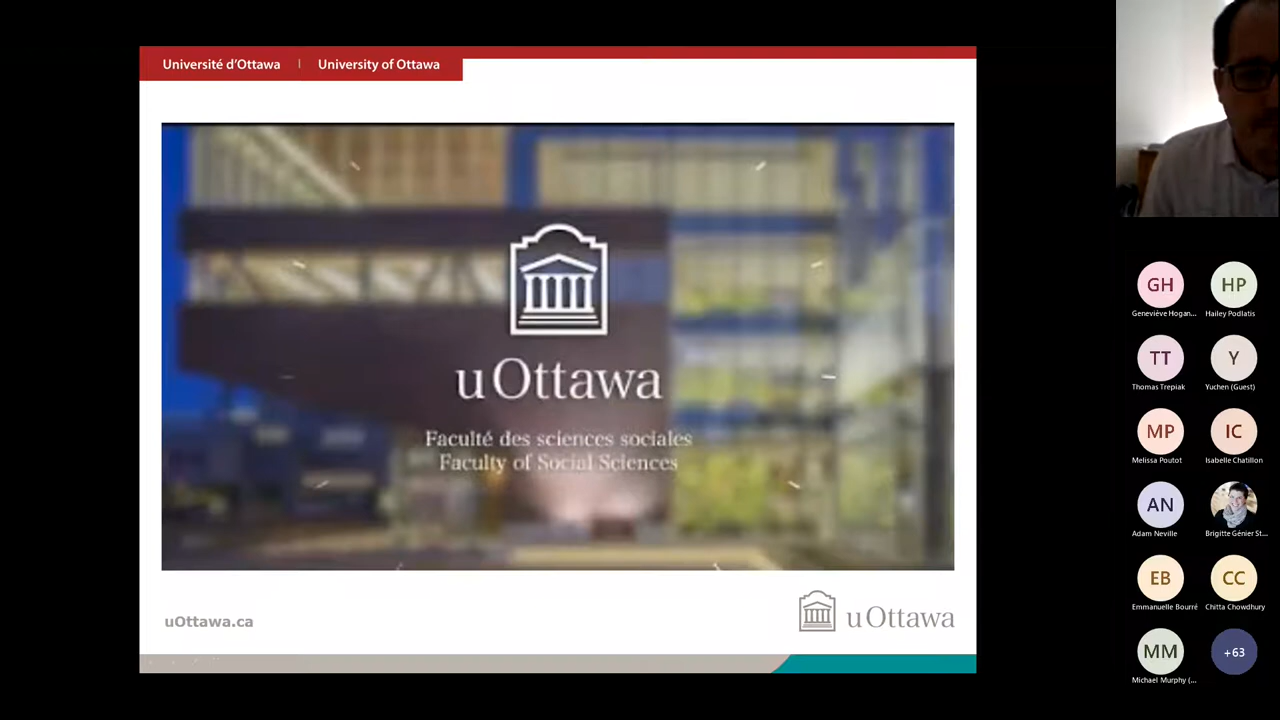 Université d'Ottawa | University of Ottawa
uOttawa
Faculté des sciences sociales
Faculty of Social Sciences
uOttawa.ca
uOttawa
GH
HP
Geneviève Hogan...
Hailey Podlatis
TT
Y
Thomas Trepiak
Yuchen (Guest)
MP
IC
Melissa Poutot
Isabelle Chatillon
AN
Adam Neville
Brigitte Génier St...
EB
CC
Emmanuelle Bourré
Chitta Chowdhury
MM
+63
Michael Murphy (...